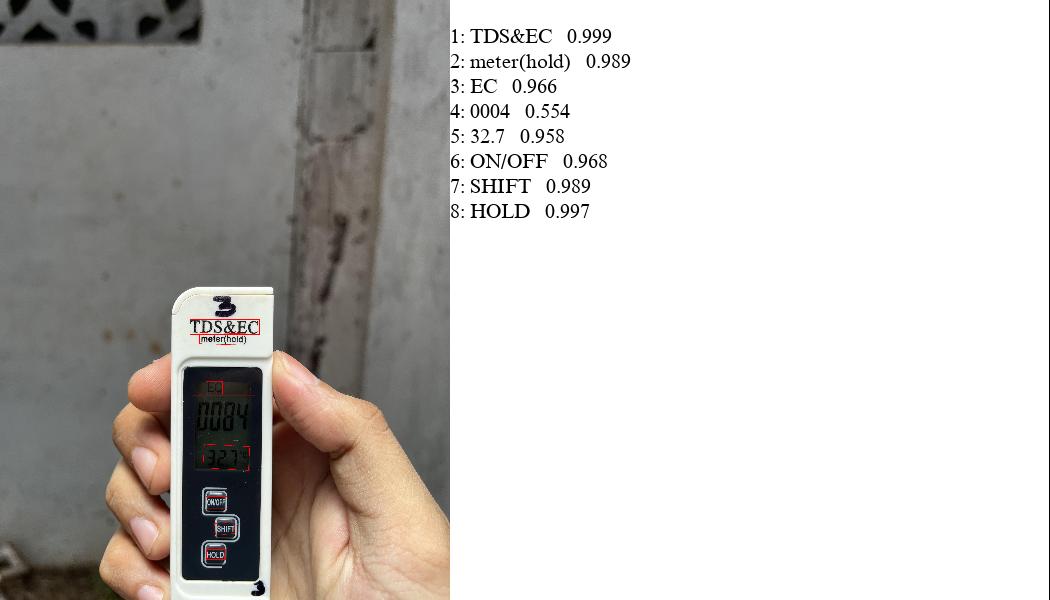 3
TDS&EC
meter(hold)
EC
0084
32.7°C
ON/OFF
SHIFT
HOLD
3
1: TDS&EC 0.999
2: meter(hold) 0.989
3: EC 0.966
4: 0004 0.554
5: 32.7 0.958
6: ON/OFF 0.968
7: SHIFT 0.989
8: HOLD 0.997